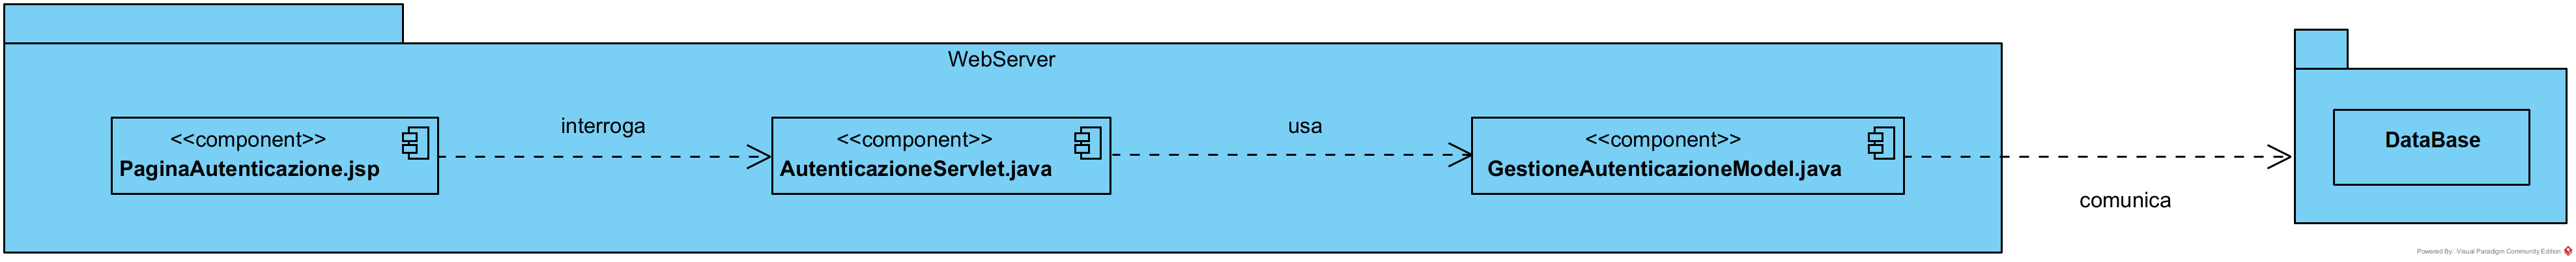 WebServer
<<component>>
PaginaAutenticazione.jsp
interroga
<<component>>
AutenticazioneServlet.java
usa
<<component>>
GestioneAutenticazioneModel.java
comunica
DataBase
Powered By: Visual Paradigm Community Edition